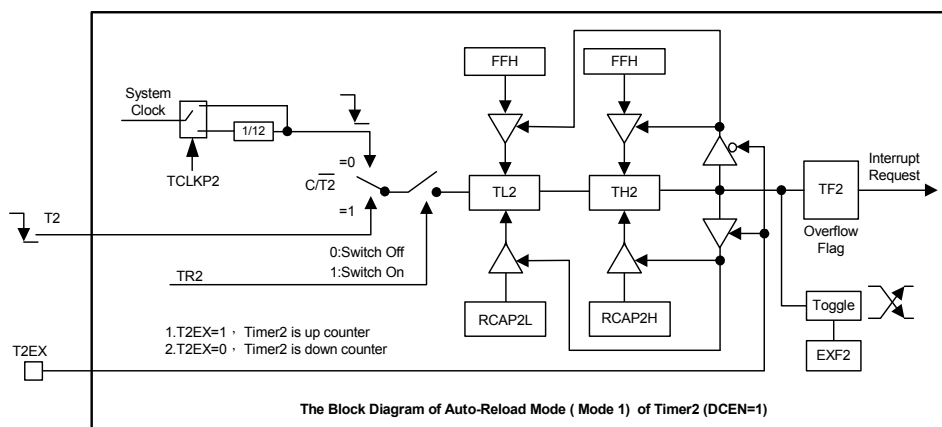 FFH
FFH
System
Clock
1/12
TCLKP2
=0
C/T2
=1
T2
TL2
TH2
TF2
Interrupt
Request
Overflow
Flag
0:Switch Off
1:Switch On
TR2
RCAP2L
RCAP2H
Toggle
EXF2
1.T2EX=1, Timer2 is up counter
2.T2EX=0, Timer2 is down counter
T2EX
The Block Diagram of Auto-Reload Mode ( Mode 1) of Timer2 (DCEN=1)